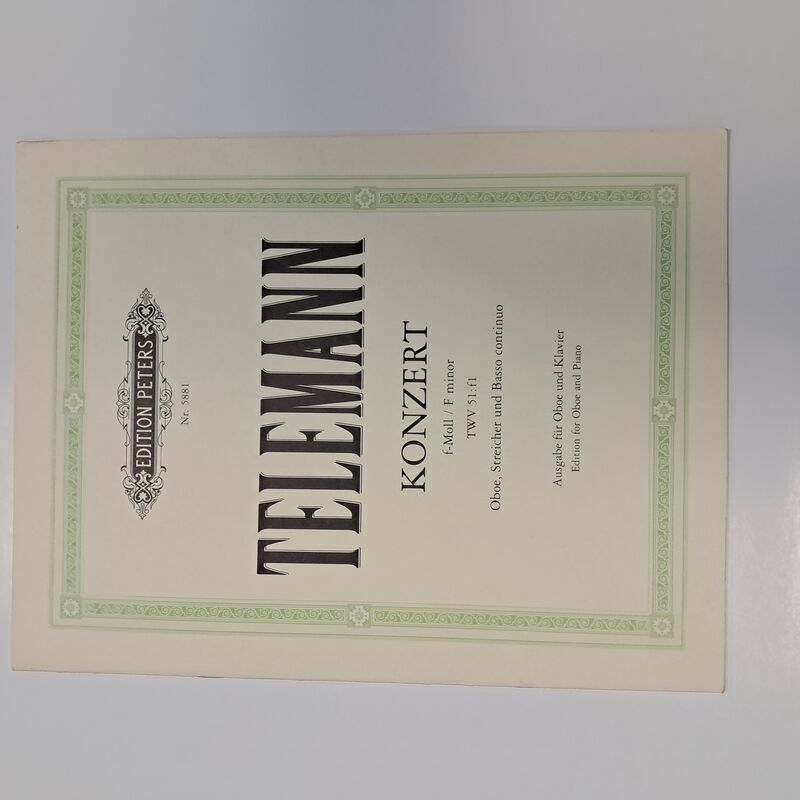 EDITION PETERS
Nr. 5881
TELEMANN
KONZERT
f-Moll / F minor
TWV 51:f1
Oboe, Streicher und Basso continuo
Ausgabe für Oboe und Klavier
Edition for Oboe and Piano